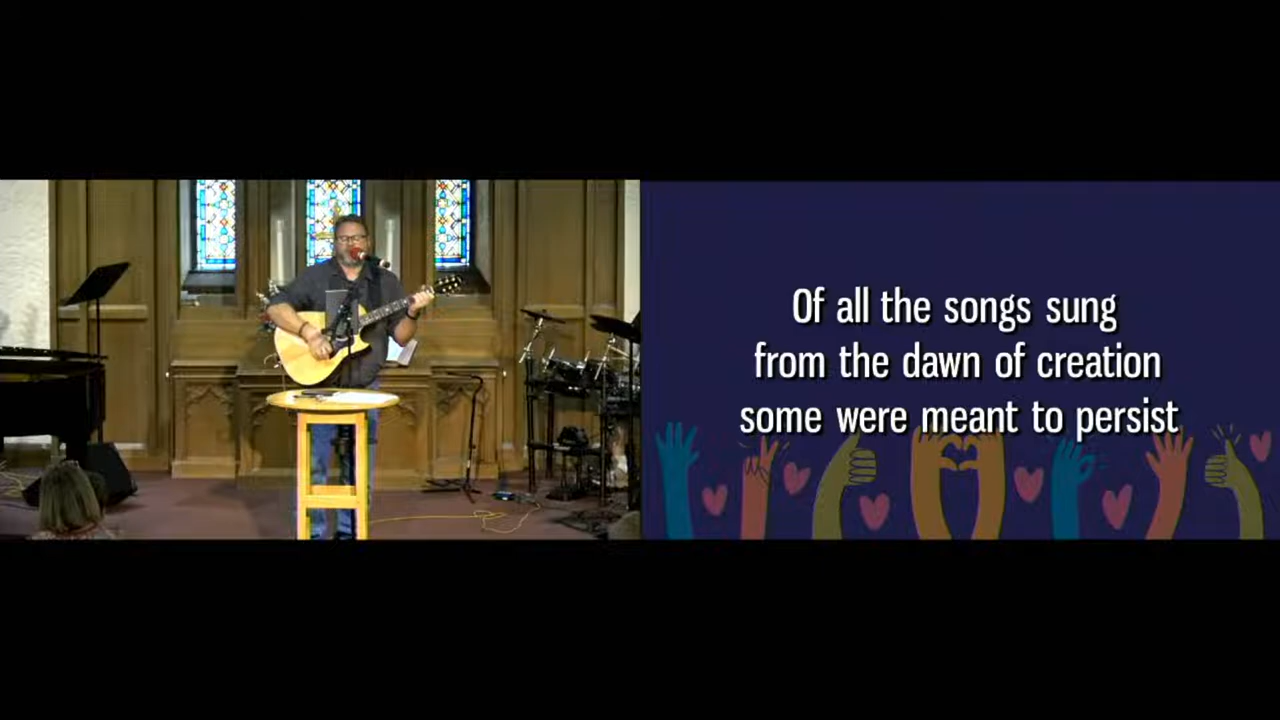 Of all the songs sung
from the dawn of creation
some were meant to persist